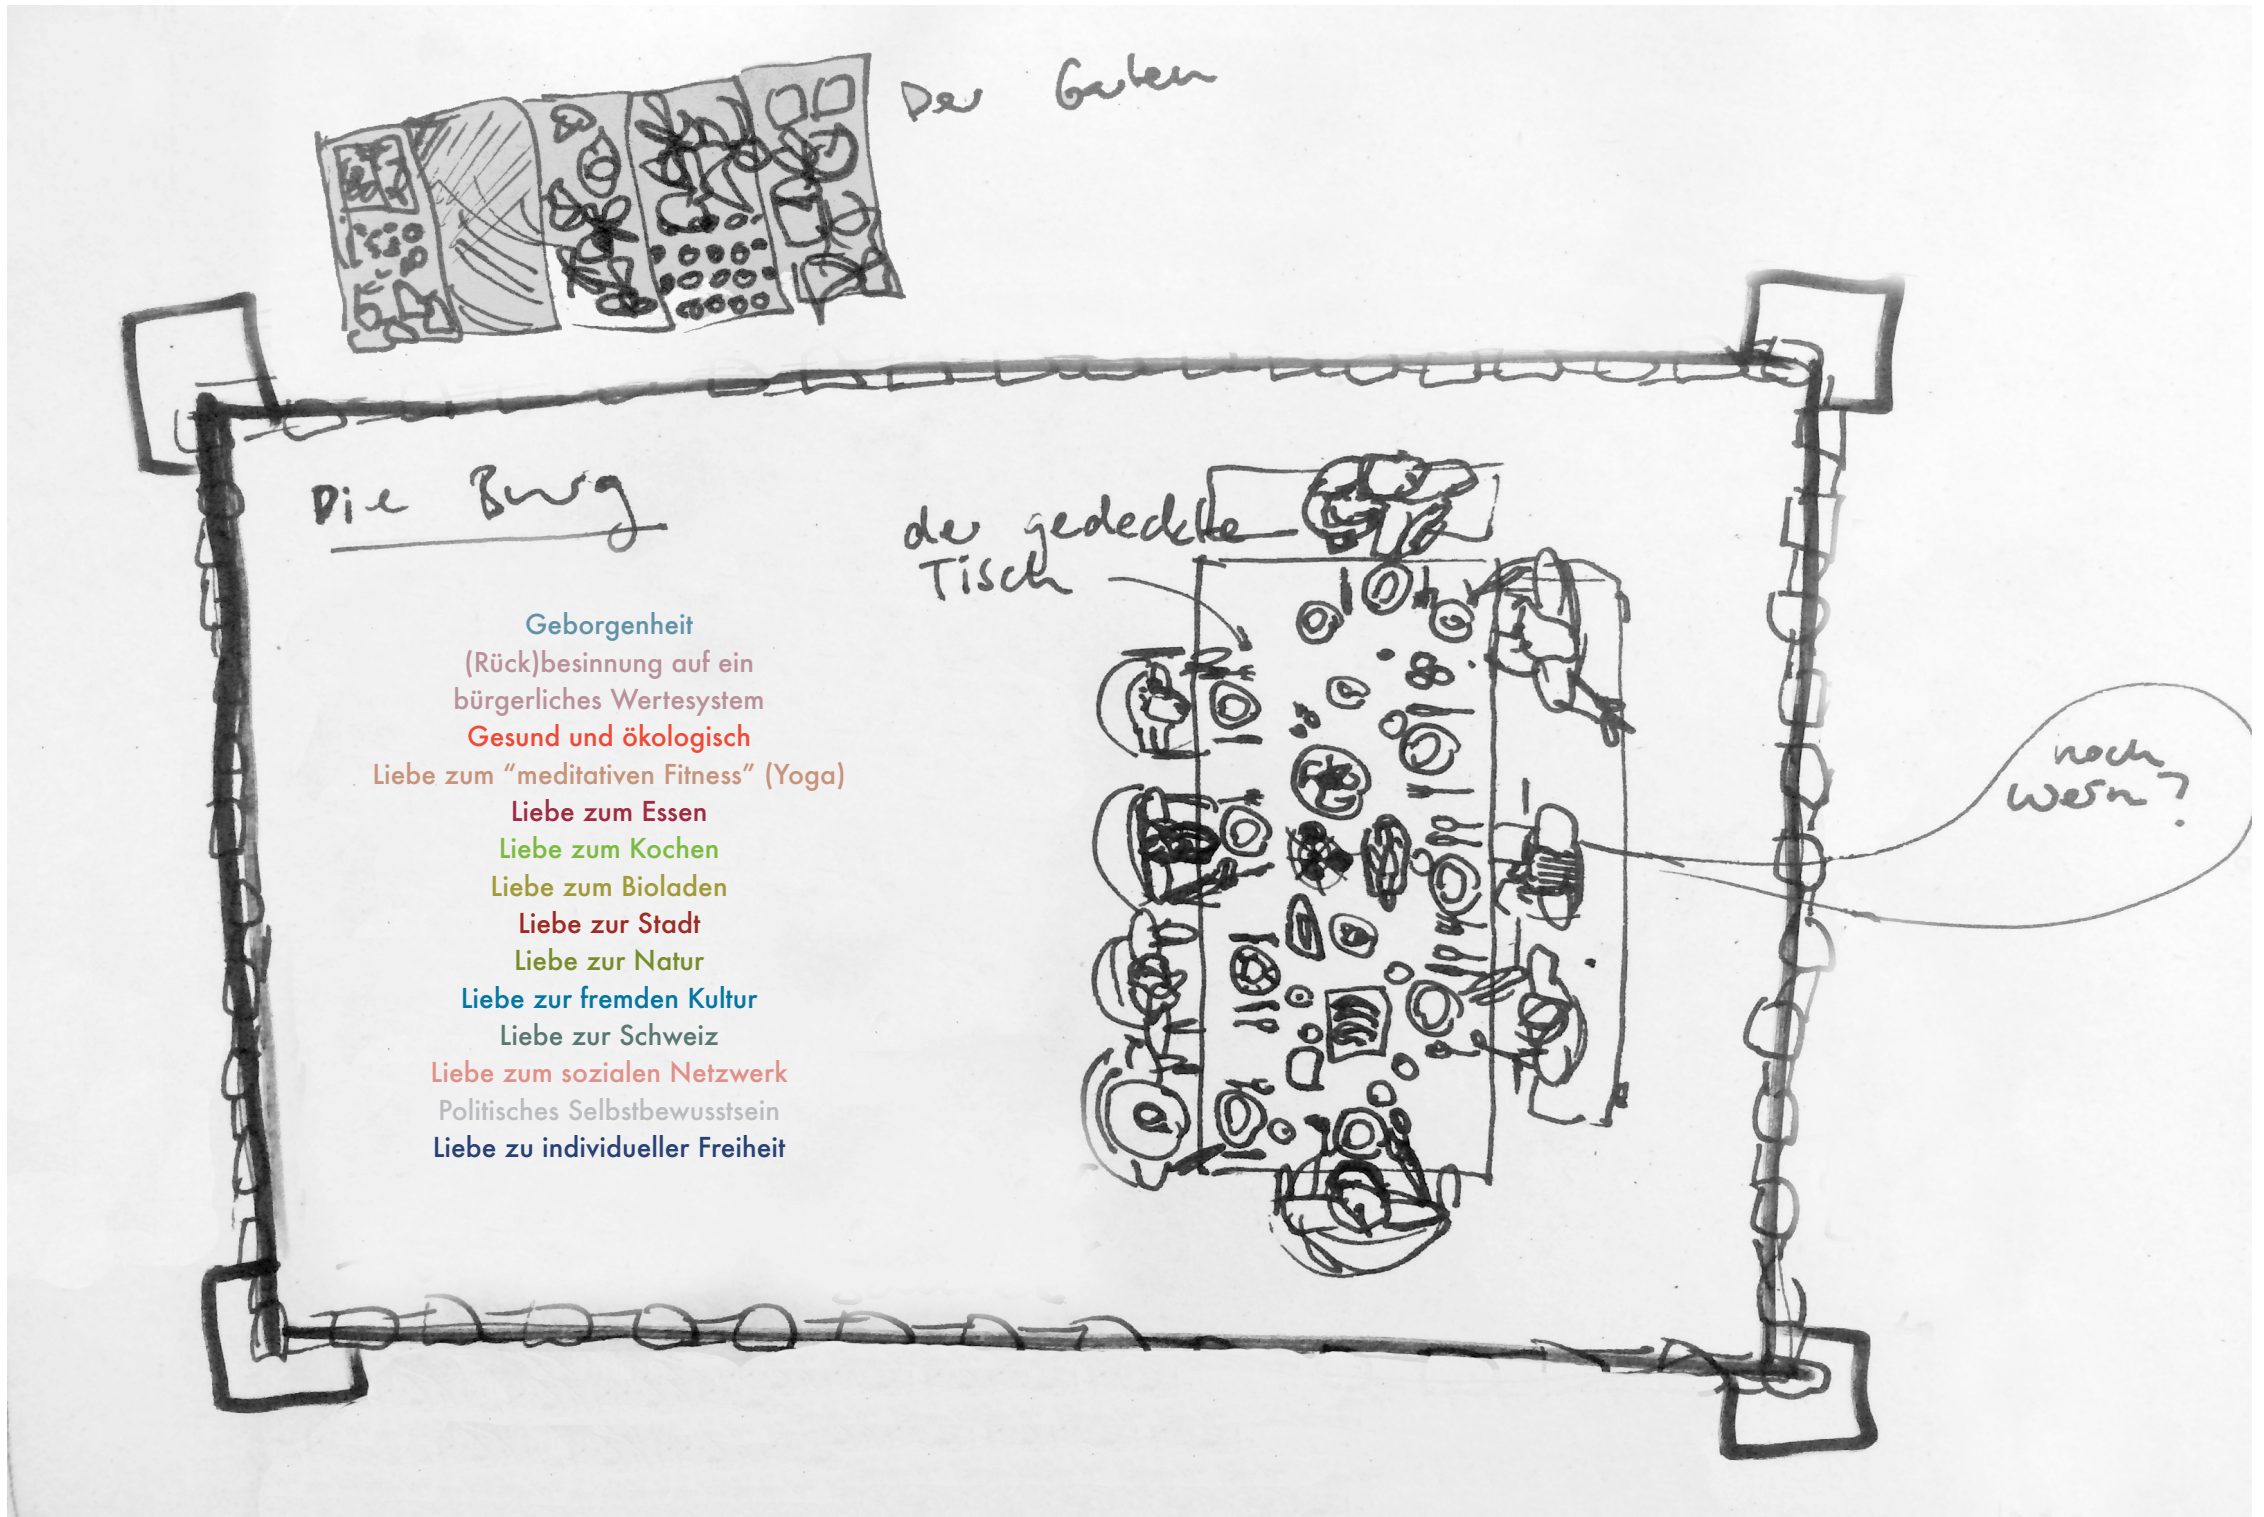 Der Garten
Die Burg
der gedeckte
Tisch
Geborgenheit
(Rück)besinnung auf ein
bürgerliches Wertesystem
Gesund und ökologisch
Liebe zum “meditativen Fitness” (Yoga)
Liebe zum Essen
Liebe zum Kochen
Liebe zum Bioladen
Liebe zur Stadt
Liebe zur Natur
Liebe zur fremden Kultur
Liebe zur Schweiz
Liebe zum sozialen Netzwerk
Politisches Selbstbewusstsein
Liebe zu individueller Freiheit
noch
Wein?